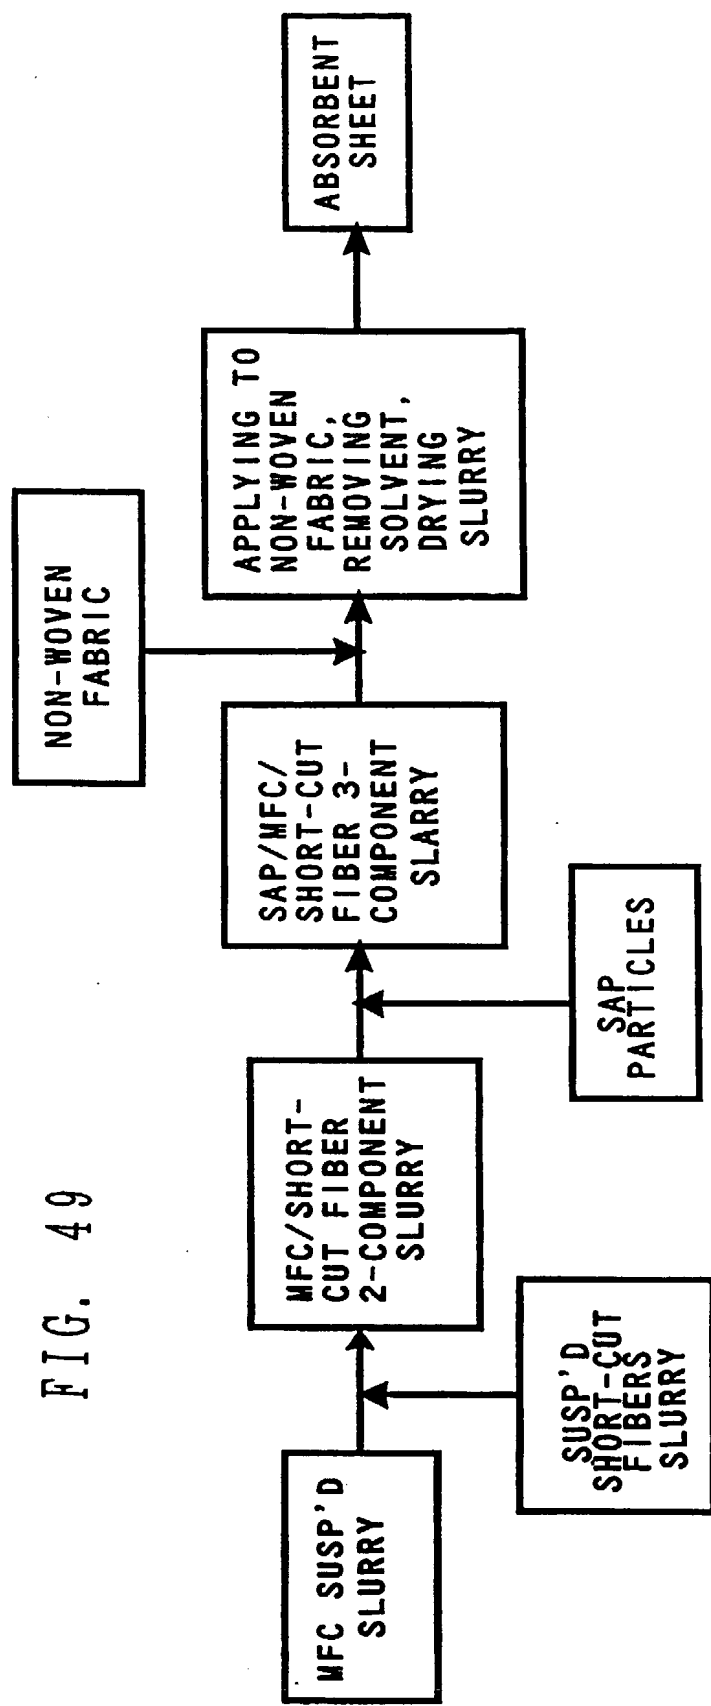 FIG. 49
MFC SUSP'D
SLURRY
SUSP'D
SHORT-CUT
FIBERS
SLURRY
MFC/SHORT-
CUT FIBER
2-COMPONENT
SLURRY
SAP
PARTICLES
SAP/MFC/
SHORT-CUT
FIBER 3-
COMPONENT
SLARRY
NON-WOVEN
FABRIC
APPLYING TO
NON-WOVEN
FABRIC,
REMOVING
SOLVENT,
DRYING
SLURRY
ABSORBENT
SHEET